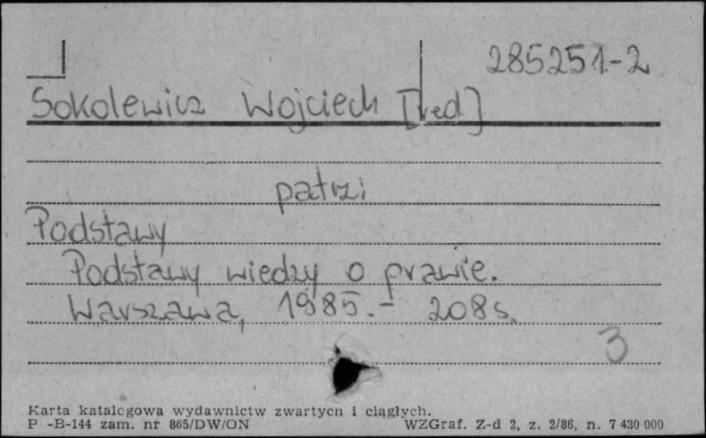 285251-2
Sokolewicz Wojciech [red]
patrz:
Podstawy
Podstawy wiedzy o prawie.
Warszawa, 1985.- 208 s.
3
Karta katalogowa wydawnictw zwartych i ciągłych.
P -B-144 zam. nr 865/DW/ON WZGraf. Z-d 2, z. 2/86, n. 7 430 000